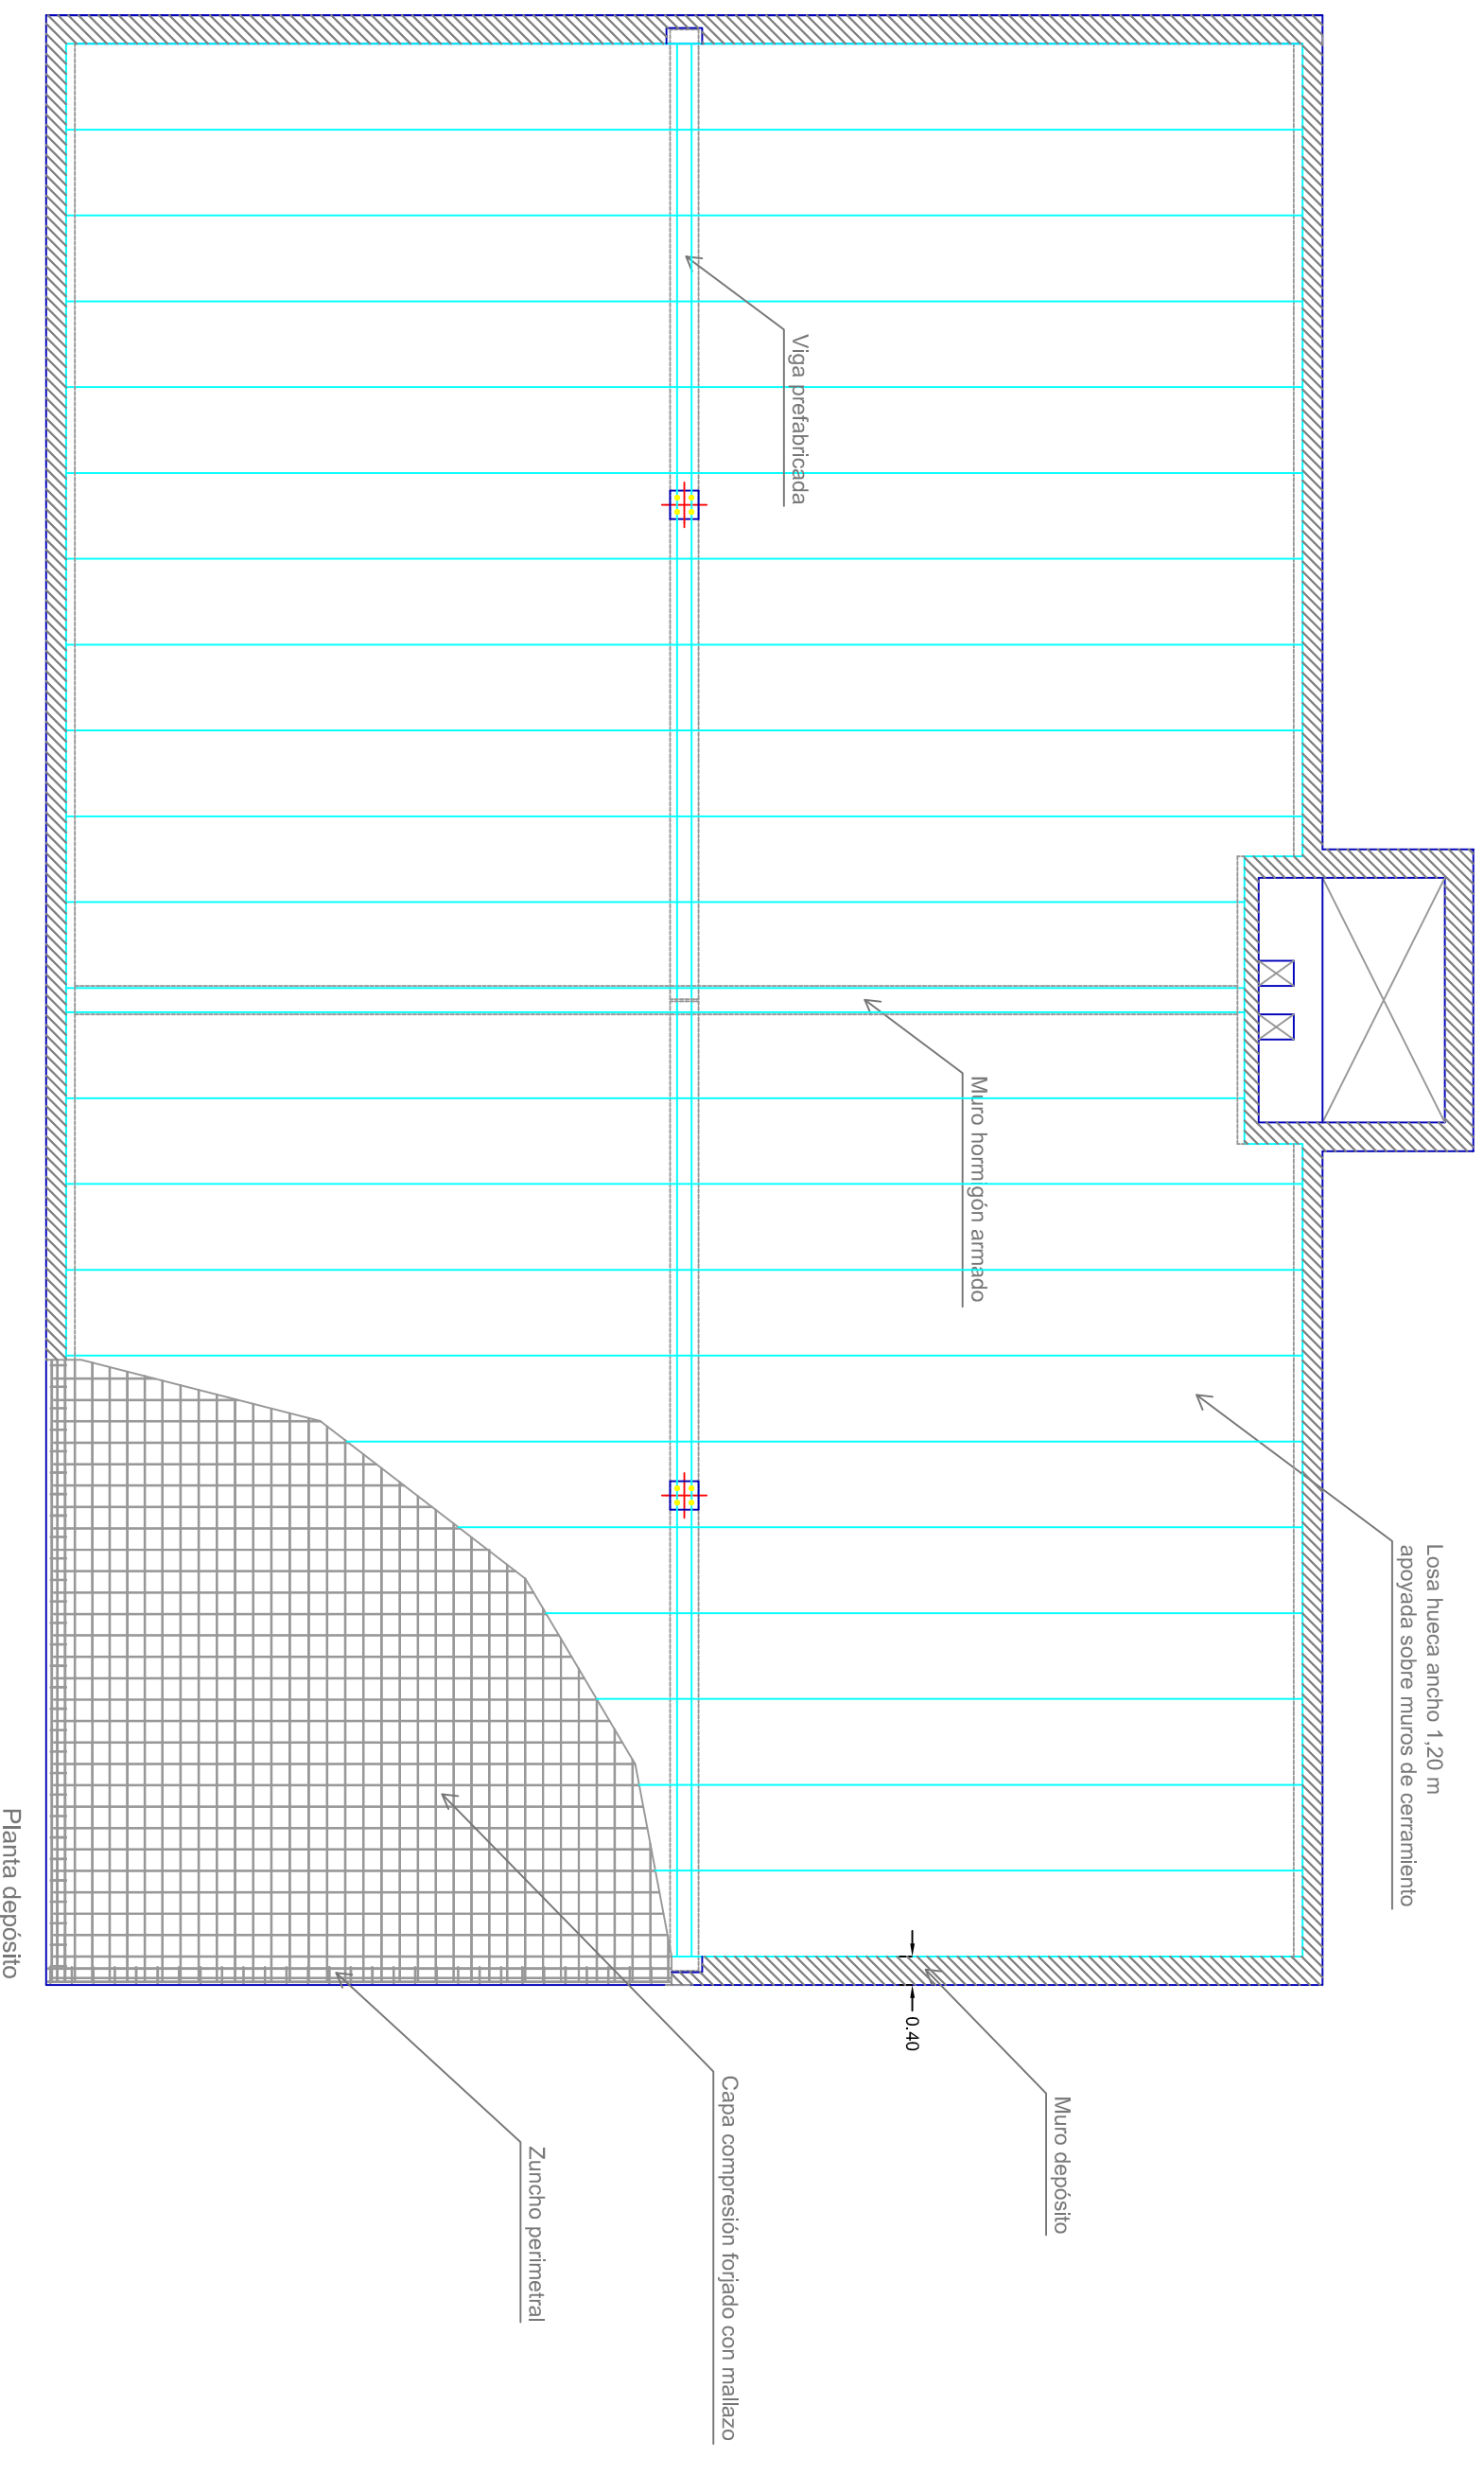 Losa hueca ancho 1,20 m
apoyada sobre muros de cerramiento
Muro depósito
0.40
Muro hormigón armado
Viga prefabricada
Capa compresión forjado con mallazo
Zuncho perimetral
Planta depósito